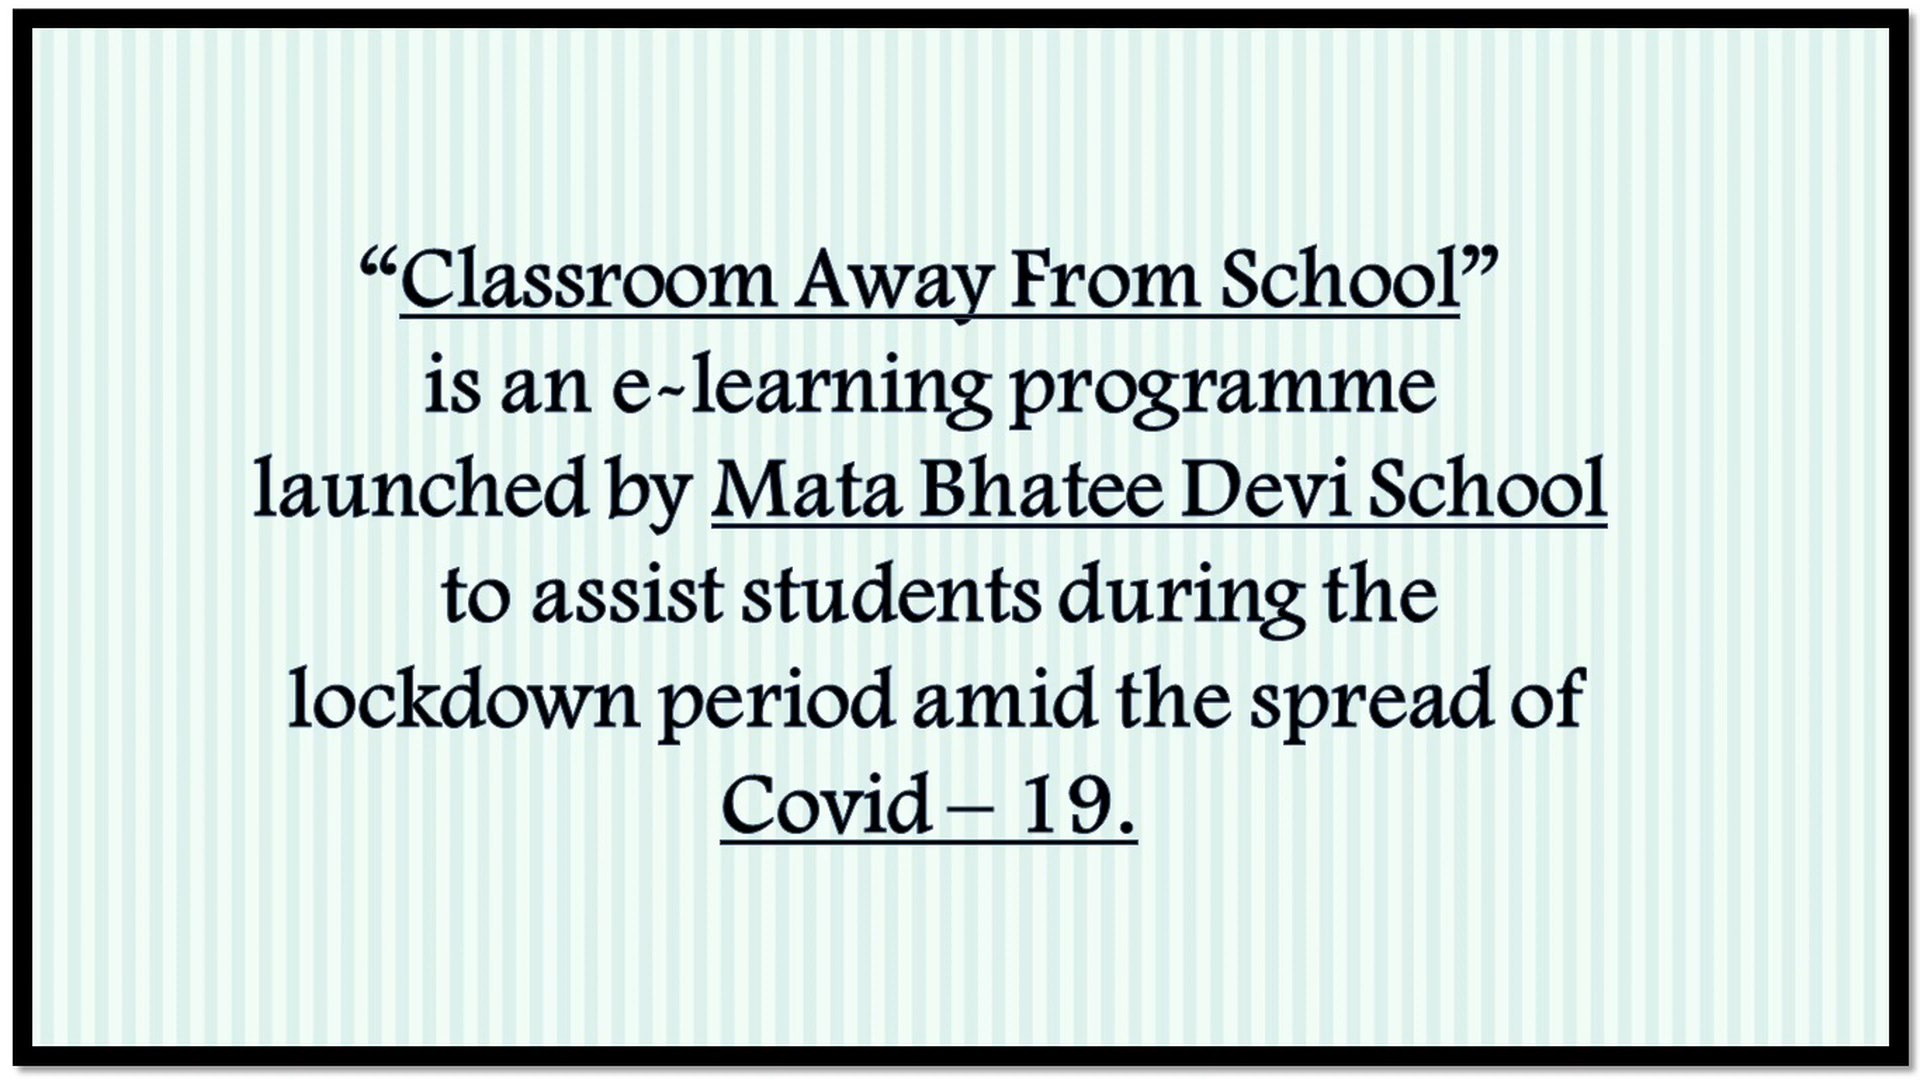 “Classroom Away From School”
is an e-learning programme
launched by Mata Bhatee Devi School
to assist students during the
lockdown period amid the spread of
Covid – 19.